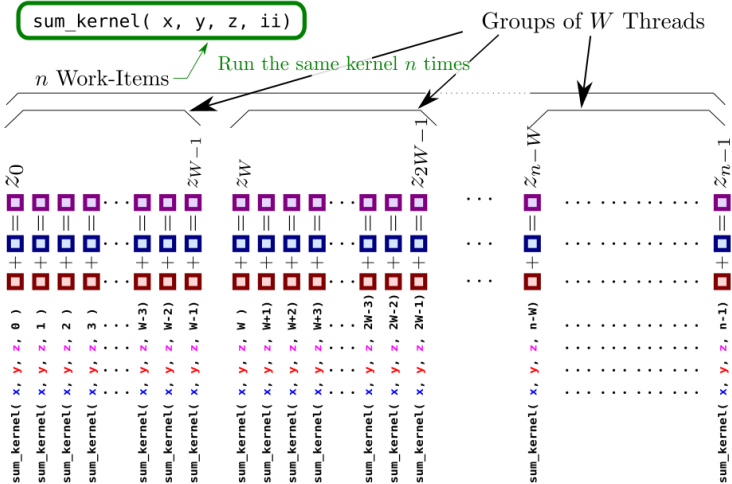 sum_kernel( x, y, z, ii)
Groups of W Threads
Run the same kernel n times
n Work-Items
z0
zW−1
zW
z2W−1
zn−W
zn−1
= = = = ··· = = =
= = = = ··· = = =
··· = ··············· =
+ + + + ··· + + +
+ + + + ··· + + +
··· + ··············· +
sum_kernel( x, y, z, 0 )
sum_kernel( x, y, z, 1 )
sum_kernel( x, y, z, 2 )
sum_kernel( x, y, z, 3 )
sum_kernel( x, y, z, W-3)
sum_kernel( x, y, z, W-2)
sum_kernel( x, y, z, W-1)
sum_kernel( x, y, z, W )
sum_kernel( x, y, z, W+1)
sum_kernel( x, y, z, W+2)
sum_kernel( x, y, z, W+3)
sum_kernel( x, y, z, 2W-3)
sum_kernel( x, y, z, 2W-2)
sum_kernel( x, y, z, 2W-1)
sum_kernel( x, y, z, n-W)
sum_kernel( x, y, z, n-1)